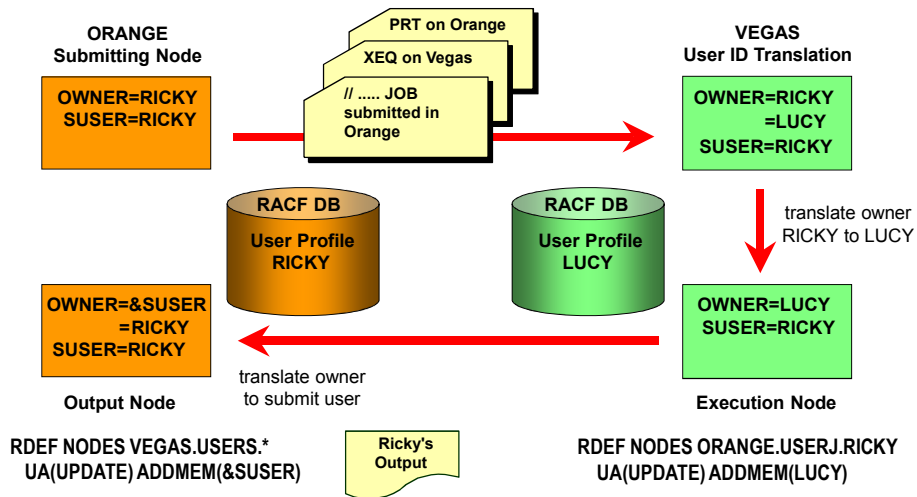 ORANGE
Submitting Node
OWNER=RICKY
SUSER=RICKY
PRT on Orange
XEQ on Vegas
// ..... JOB
submitted in
Orange
VEGAS
User ID Translation
OWNER=RICKY
=LUCY
SUSER=RICKY
RACF DB
User Profile
RICKY
RACF DB
User Profile
LUCY
translate owner
RICKY to LUCY
OWNER=&SUSER
=RICKY
SUSER=RICKY
OWNER=LUCY
SUSER=RICKY
translate owner
to submit user
Output Node
Execution Node
RDEF NODES VEGAS.USERS.*
UA(UPDATE) ADDMEM(&SUSER)
Ricky's
Output
RDEF NODES ORANGE.USERJ.RICKY
UA(UPDATE) ADDMEM(LUCY)